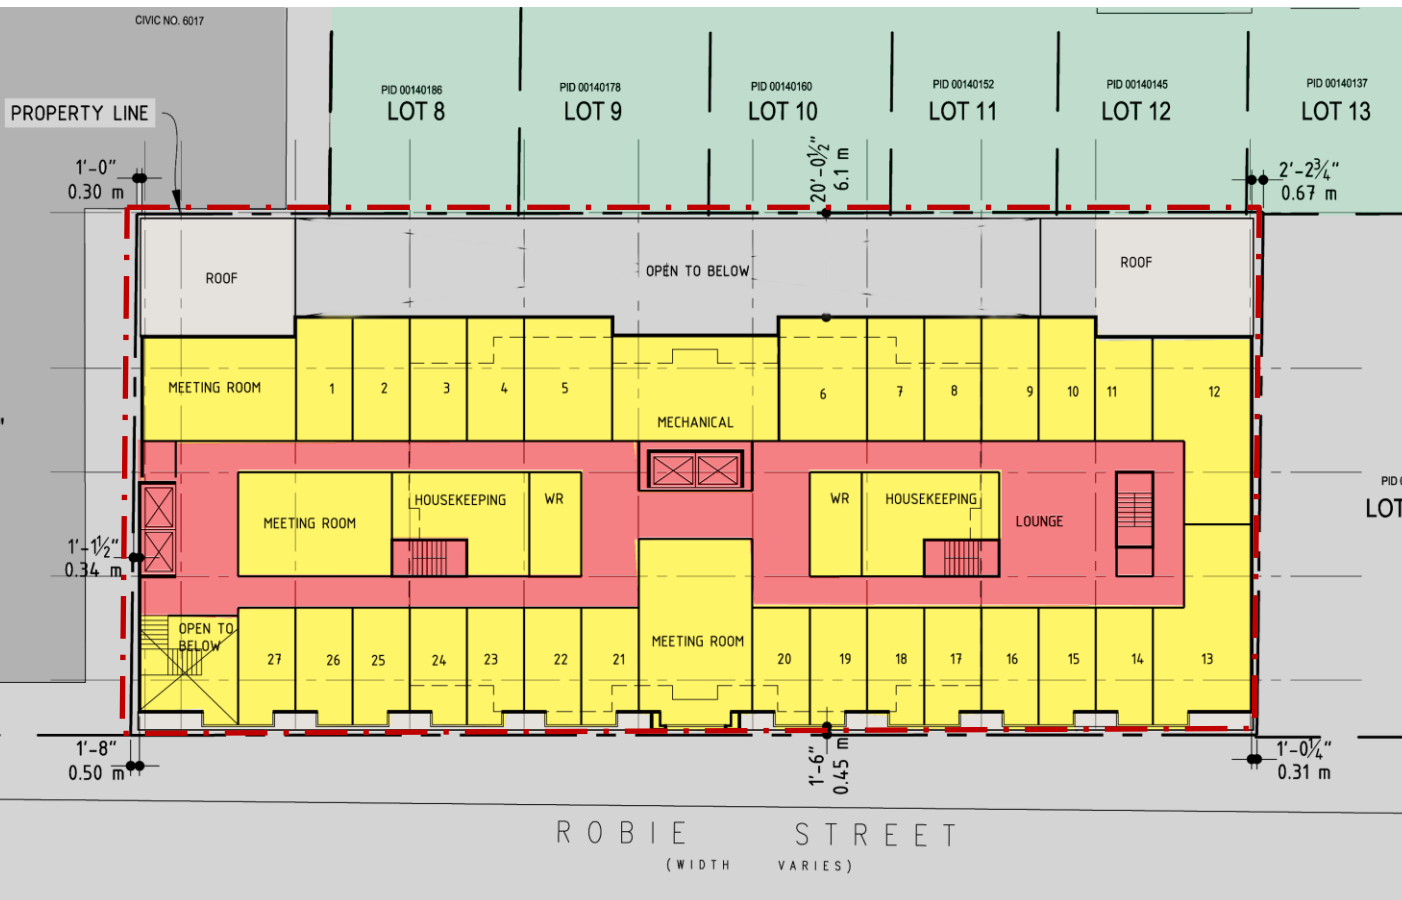 CIVIC NO. 6017
PID 00140186
LOT 8
PID 00140178
LOT 9
PID 00140160
LOT 10
PID 00140152
LOT 11
PID 00140145
LOT 12
PID 00140137
LOT 13
PROPERTY LINE
1'-0"
0.30 m
20'-0½"
6.1 m
2'-2¾"
0.67 m
ROOF
OPEN TO BELOW
ROOF
MEETING ROOM
1
2
3
4
5
MECHANICAL
6
7
8
9
10
11
12
MEETING ROOM
HOUSEKEEPING
WR
WR
HOUSEKEEPING
LOUNGE
PID
LOT
1'-1½"
0.34 m
OPEN TO
BELOW
27
26
25
24
23
22
21
MEETING ROOM
20
19
18
17
16
15
14
13
1'-8"
0.50 m
1'-6"
0.45 m
1'-0¼"
0.31 m
ROBIE STREET
(WIDTH VARIES)